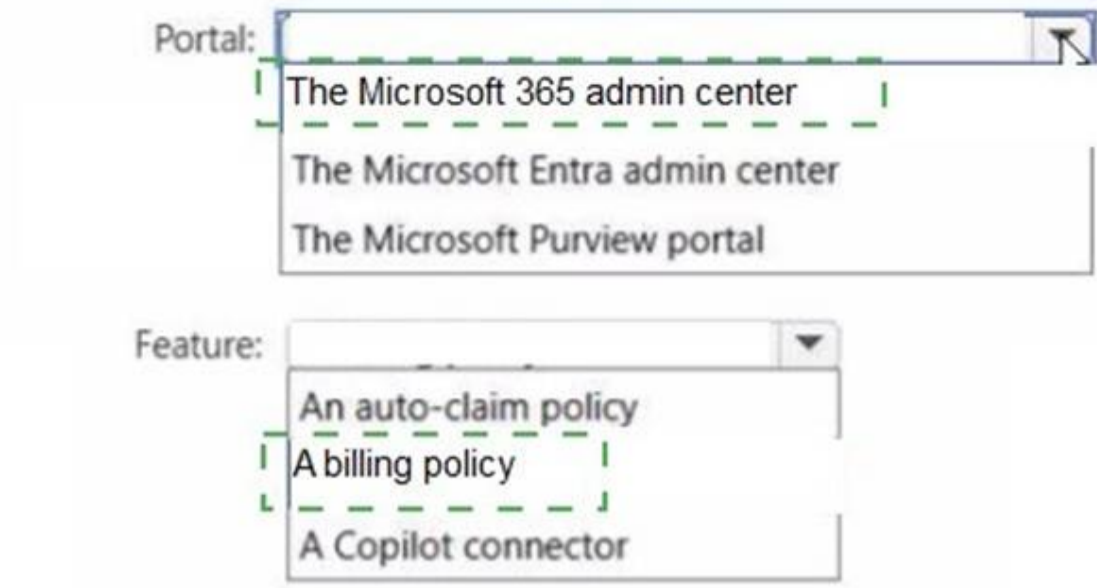 Portal:
The Microsoft 365 admin center
The Microsoft Entra admin center
The Microsoft Purview portal
Feature:
An auto-claim policy
A billing policy
A Copilot connector